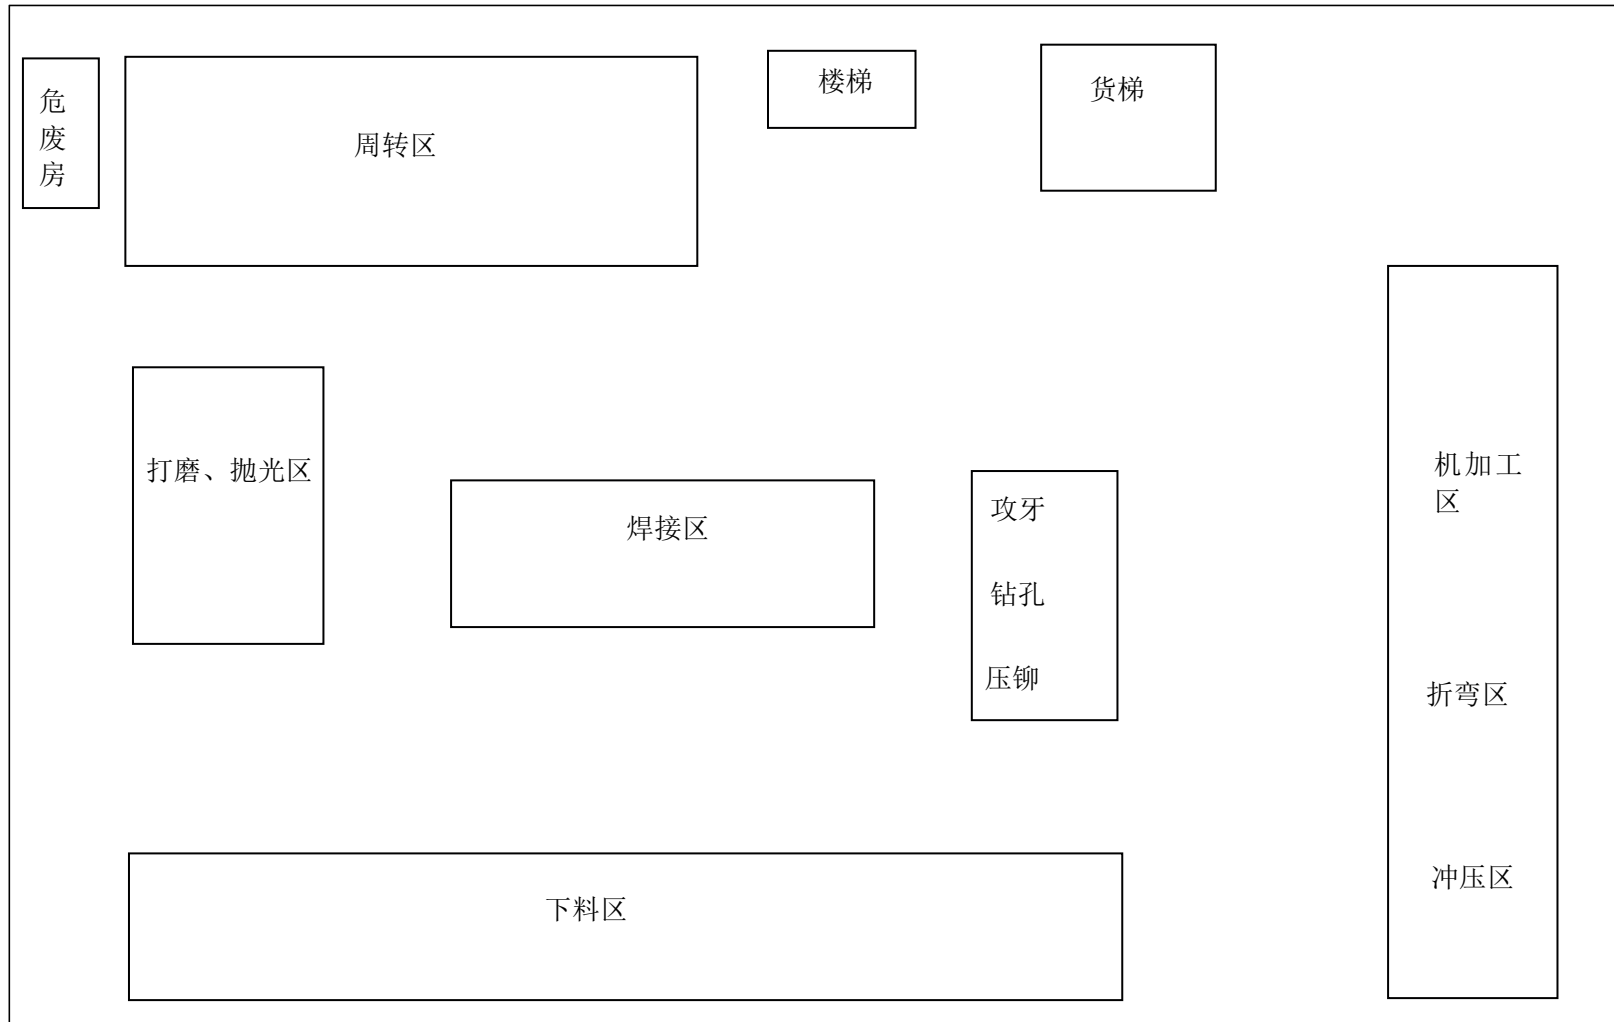 危
废
房
周转区
楼梯
货梯
打磨、抛光区
焊接区
攻牙
钻孔
压铆
机加工
区
折弯区
冲压区
下料区